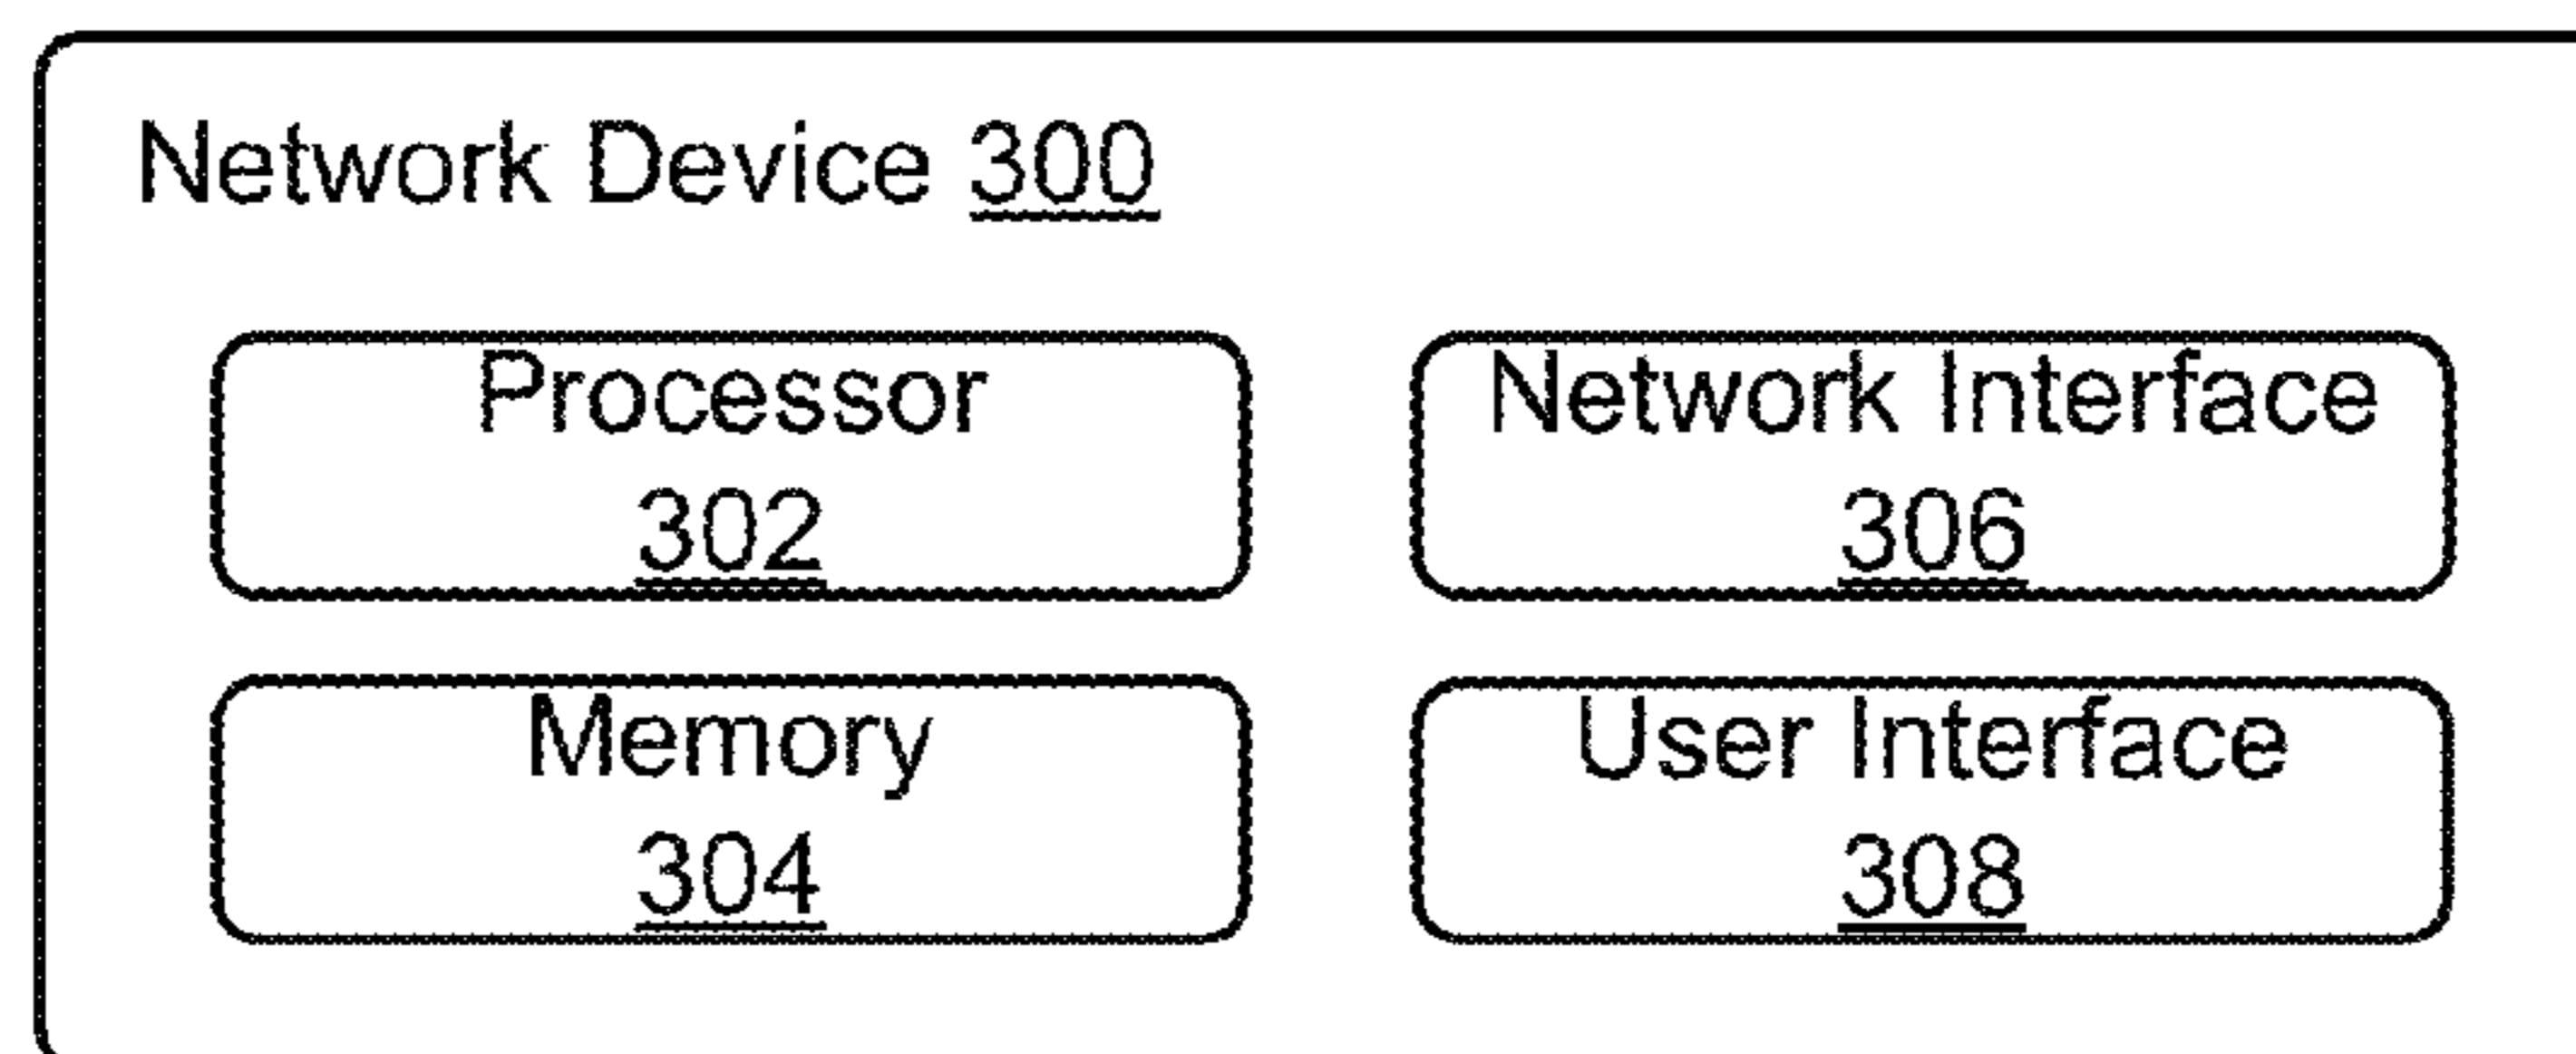 Network Device 300
Processor
302
Network Interface
306
Memory
304
User Interface
308